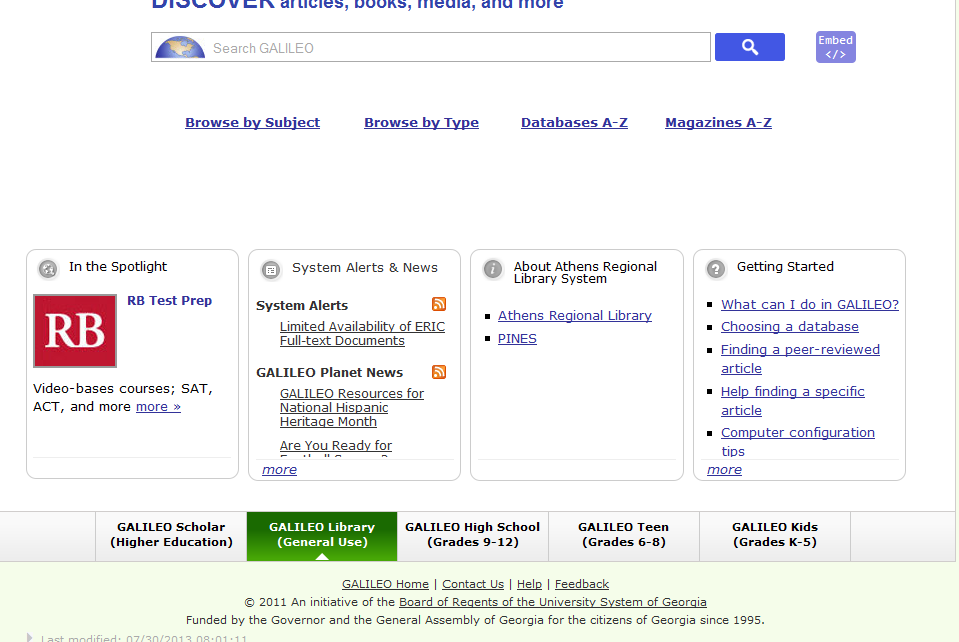 DISCOVER articles, books, media, and more
Search GALILEO
Embed
</>
Browse by Subject
Browse by Type
Databases A-Z
Magazines A-Z
In the Spotlight
RB
RB Test Prep
Video-bases courses; SAT,
ACT, and more more »
System Alerts & News
System Alerts
Limited Availability of ERIC
Full-text Documents
GALILEO Planet News
GALILEO Resources for
National Hispanic
Heritage Month
Are You Ready for
more
About Athens Regional
Library System
Athens Regional Library
PINES
Getting Started
What can I do in GALILEO?
Choosing a database
Finding a peer-reviewed
article
Help finding a specific
article
Computer configuration
tips
more
GALILEO Scholar
(Higher Education)
GALILEO Library
(General Use)
GALILEO High School
(Grades 9-12)
GALILEO Teen
(Grades 6-8)
GALILEO Kids
(Grades K-5)
GALILEO Home | Contact Us | Help | Feedback
© 2011 An initiative of the Board of Regents of the University System of Georgia
Funded by the Governor and the General Assembly of Georgia for the citizens of Georgia since 1995.
Last modified: 07/30/2013 08:01:11